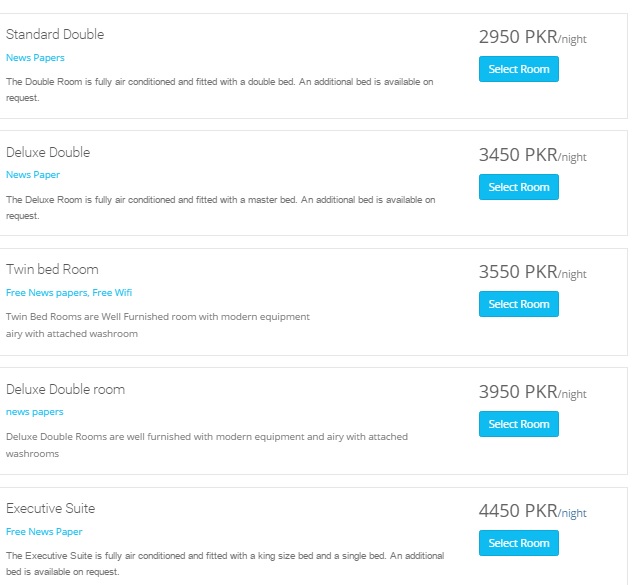 Standard Double
2950 PKR/night
News Papers
Select Room
The Double Room is fully air conditioned and fitted with a double bed. An additional bed is available on
request.
Deluxe Double
3450 PKR/night
News Paper
Select Room
The Deluxe Room is fully air conditioned and fitted with a master bed. An additional bed is available on
request.
Twin bed Room
3550 PKR/night
Free News papers, Free Wifi
Select Room
Twin Bed Rooms are Well Furnished room with modern equipment
airy with attached washroom
Deluxe Double room
3950 PKR/night
news papers
Select Room
Deluxe Double Rooms are well furnished with modern equipment and airy with attached
washrooms
Executive Suite
4450 PKR/night
Free News Paper
Select Room
The Executive Suite is fully air conditioned and fitted with a king size bed and a single bed. An additional
bed is available on request.